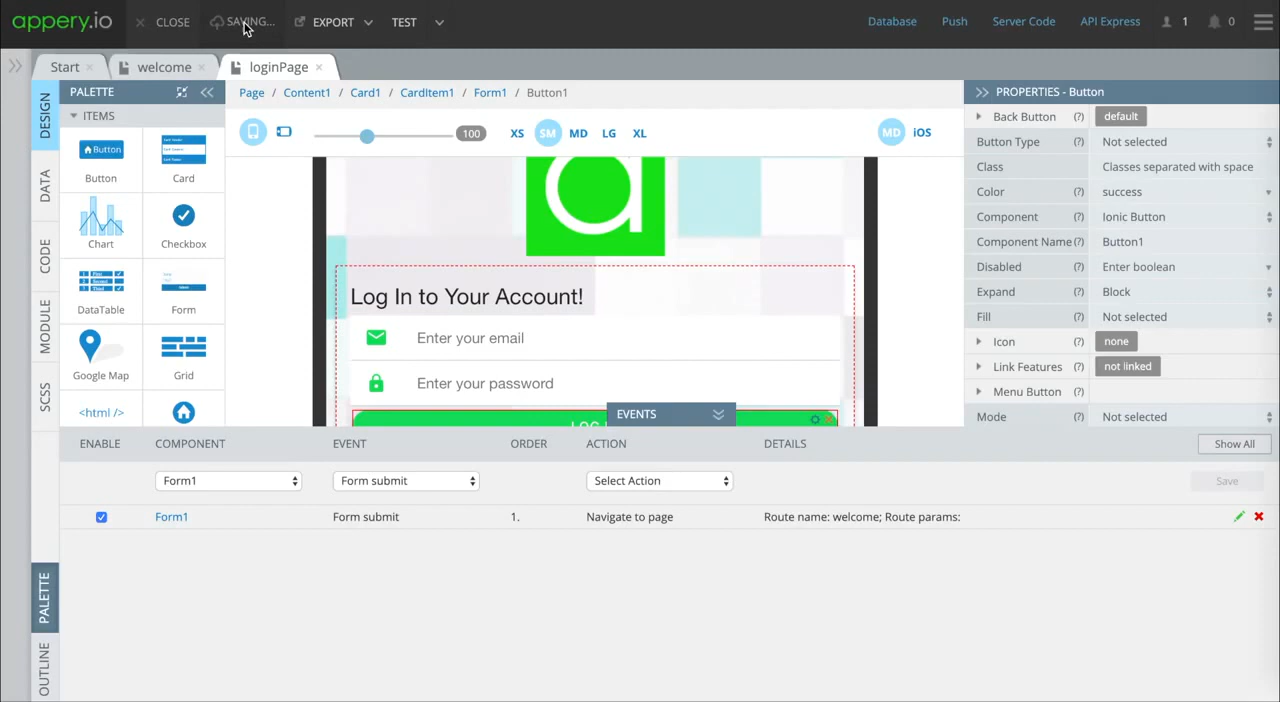 appery.io
CLOSE
SAVING...
EXPORT
TEST
Database
Push
Server Code
API Express
1
0
Start
welcome
loginPage
DESIGN
DATA
CODE
MODULE
SCSS
PALETTE
OUTLINE
PALETTE
ITEMS
Button
Button
Card
Chart
Checkbox
DataTable
Form
Google Map
Grid
<html />
Page / Content1 / Card1 / CardItem1 / Form1 / Button1
100
XS SM MD LG XL
MD iOS
Log In to Your Account!
Enter your email
Enter your password
EVENTS
PROPERTIES - Button
Back Button (?) default
Button Type (?) Not selected
Class Classes separated with space
Color (?) success
Component (?) Ionic Button
Component Name (?) Button1
Disabled (?) Enter boolean
Expand (?) Block
Fill (?) Not selected
Icon (?) none
Link Features (?) not linked
Menu Button (?)
Mode (?) Not selected
ENABLE COMPONENT EVENT ORDER ACTION DETAILS Show All
Form1 Form submit Select Action Save
Form1 Form submit 1. Navigate to page Route name: welcome; Route params: